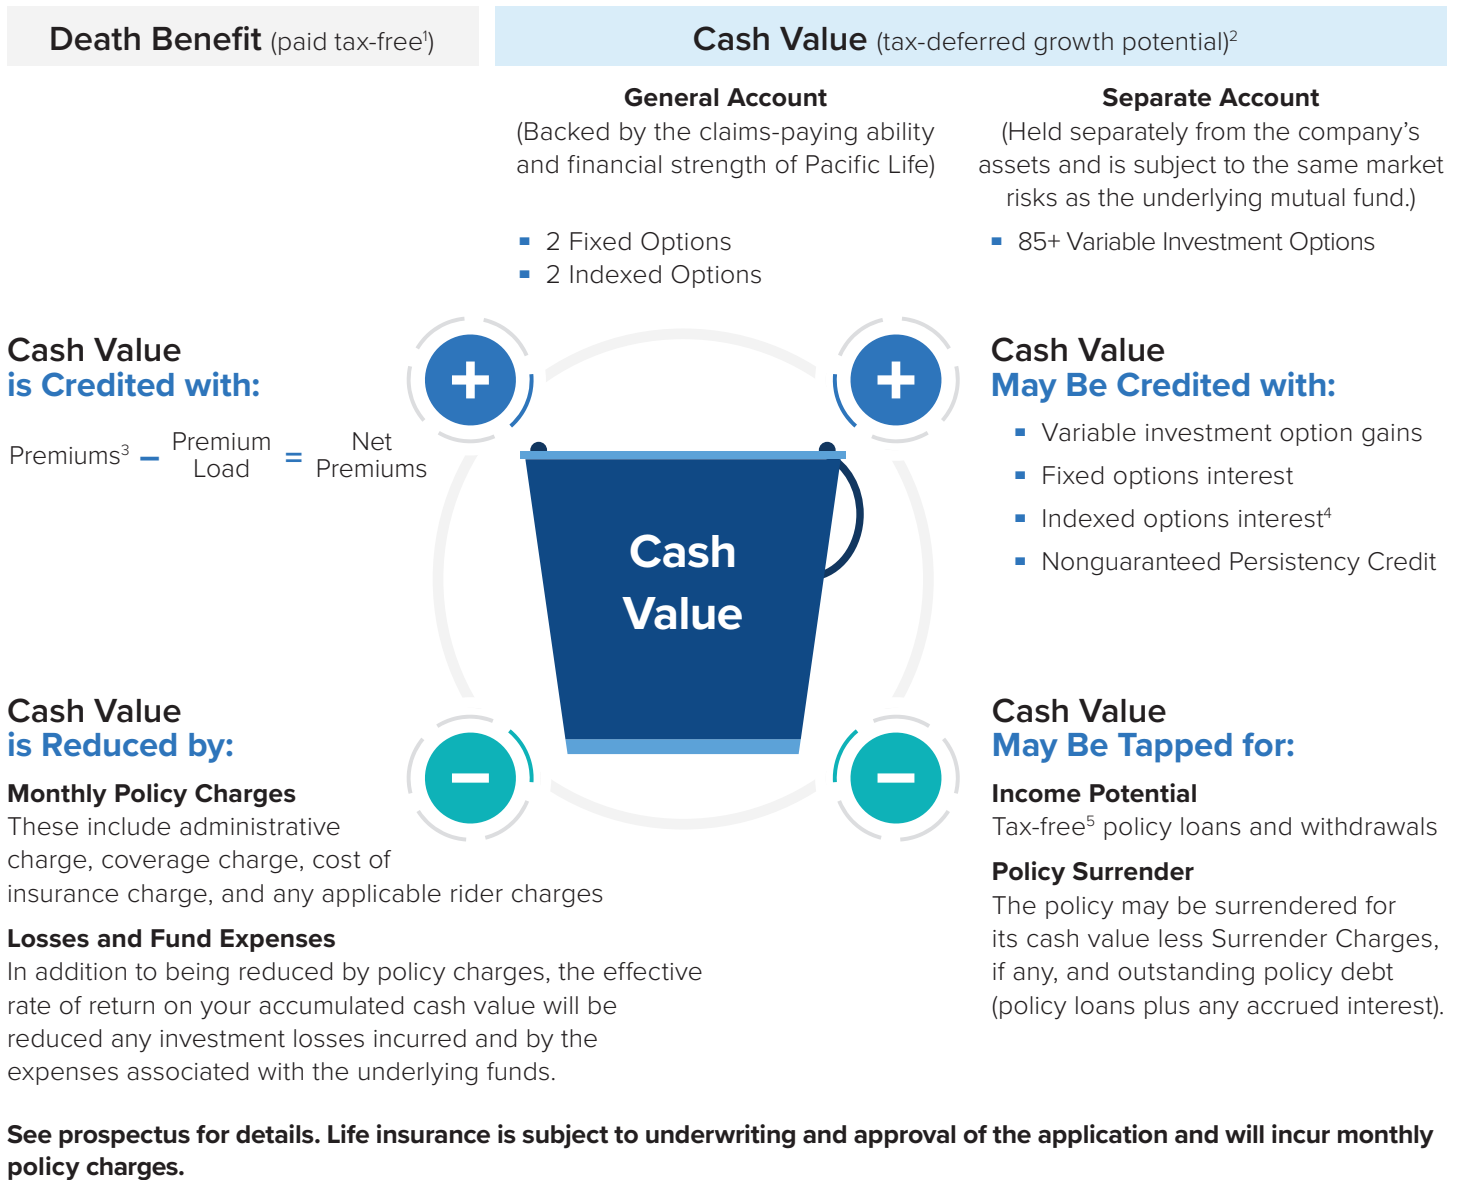 Death Benefit (paid tax-free¹)
Cash Value (tax-deferred growth potential)²
General Account
(Backed by the claims-paying ability
and financial strength of Pacific Life)
2 Fixed Options
2 Indexed Options
Separate Account
(Held separately from the company’s
assets and is subject to the same market
risks as the underlying mutual fund.)
85+ Variable Investment Options
Cash Value
is Credited with:
Premiums³ – Premium Load = Net Premiums
Cash Value
May Be Credited with:
Variable investment option gains
Fixed options interest
Indexed options interest⁴
Nonguaranteed Persistency Credit
+
+
Cash
Value
–
–
Cash Value
is Reduced by:
Monthly Policy Charges
These include administrative
charge, coverage charge, cost of
insurance charge, and any applicable rider charges
Losses and Fund Expenses
In addition to being reduced by policy charges, the effective
rate of return on your accumulated cash value will be
reduced any investment losses incurred and by the
expenses associated with the underlying funds.
Cash Value
May Be Tapped for:
Income Potential
Tax-free⁵ policy loans and withdrawals
Policy Surrender
The policy may be surrendered for
its cash value less Surrender Charges,
if any, and outstanding policy debt
(policy loans plus any accrued interest).
See prospectus for details. Life insurance is subject to underwriting and approval of the application and will incur monthly
policy charges.